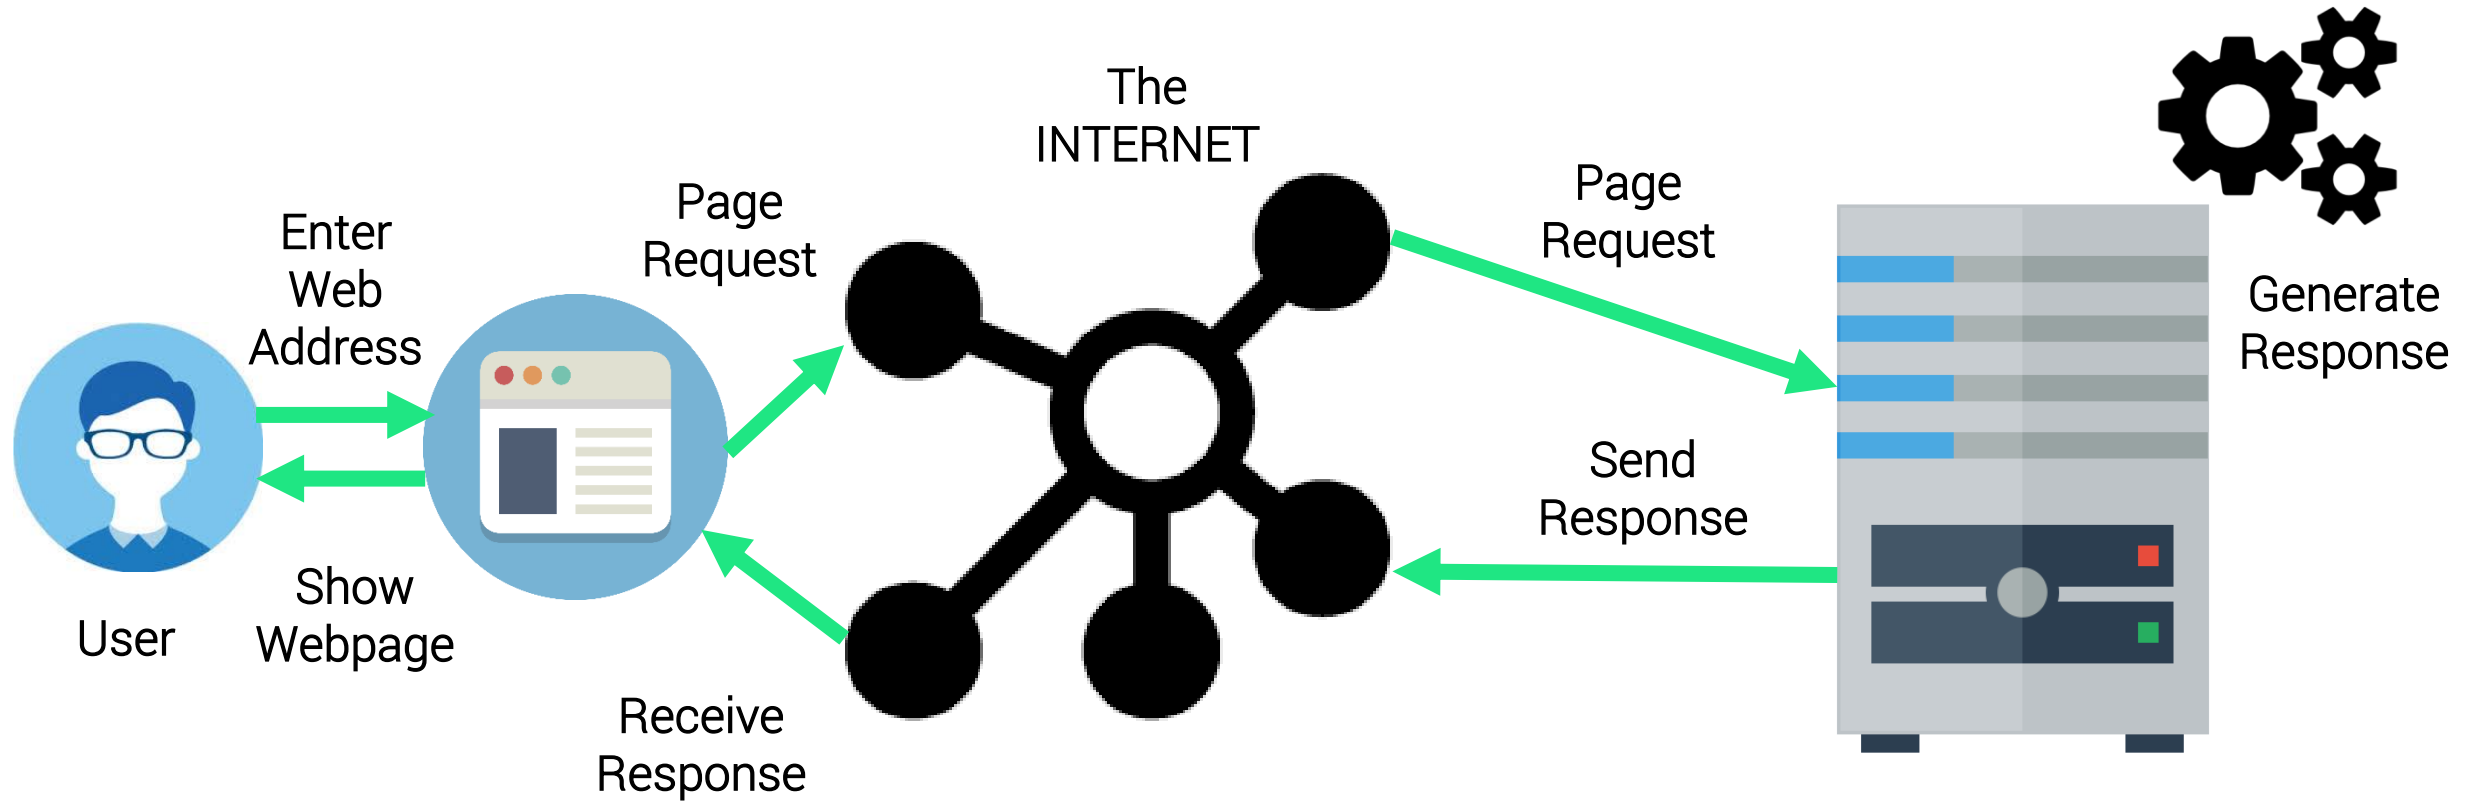 The
INTERNET
Page
Request
Page
Request
Enter
Web
Address
Generate
Response
Send
Response
Show
Webpage
User
Receive
Response